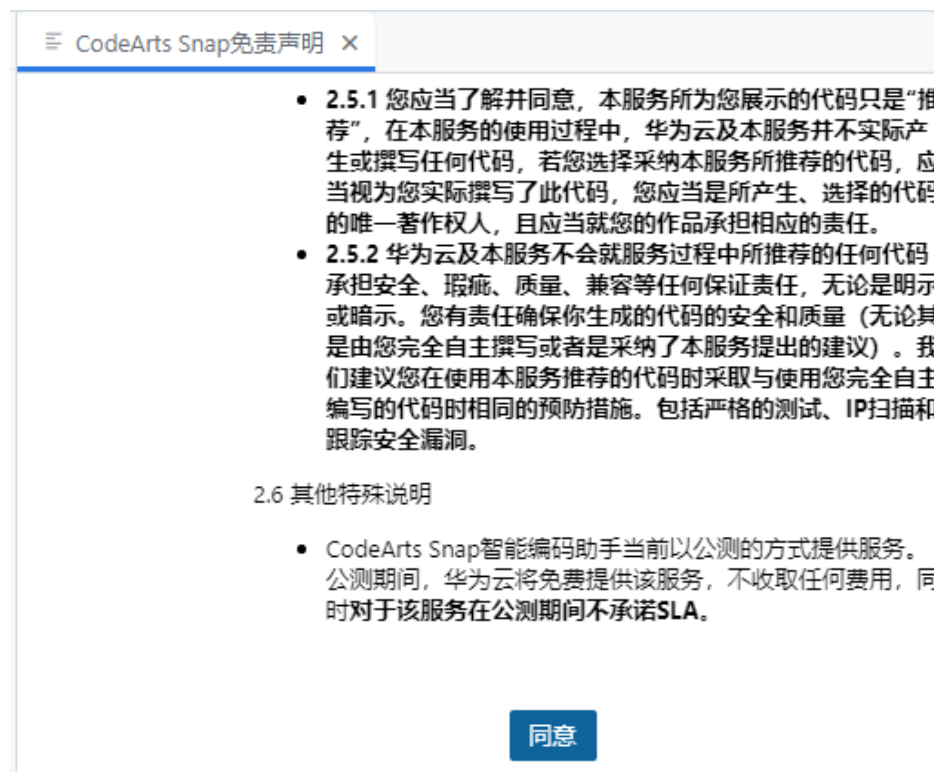 CodeArts Snap免责声明
2.5.1 您应当了解并同意，本服务所为您展示的代码只是“推
荐”，在本服务的使用过程中，华为云及本服务并不实际产
生或撰写任何代码，若您选择采纳本服务所推荐的代码，应
当视为您实际撰写了此代码，您应当是所产生、选择的代码
的唯一著作权人，且应当就您的作品承担相应的责任。
2.5.2 华为云及本服务不会就服务过程中所推荐的任何代码
承担安全、瑕疵、质量、兼容等任何保证责任，无论是明示
或暗示。您有责任确保你生成的代码的安全和质量（无论其
是由您完全自主撰写或者是采纳了本服务提出的建议）。我
们建议您在使用本服务推荐的代码时采取与使用您完全自主
编写的代码时相同的预防措施。包括严格的测试、IP扫描和
跟踪安全漏洞。
2.6 其他特殊说明
CodeArts Snap智能编码助手当前以公测的方式提供服务。
公测期间，华为云将免费提供该服务，不收取任何费用，同
时对于该服务在公测期间不承诺SLA。
同意